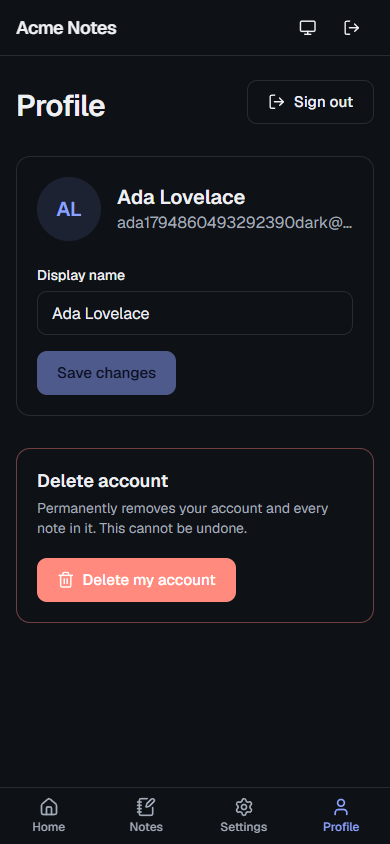 Acme Notes
Profile
Sign out
AL
Ada Lovelace
ada1794860493292390dark@...
Display name
Ada Lovelace
Save changes
Delete account
Permanently removes your account and every
note in it. This cannot be undone.
Delete my account
Home
Notes
Settings
Profile